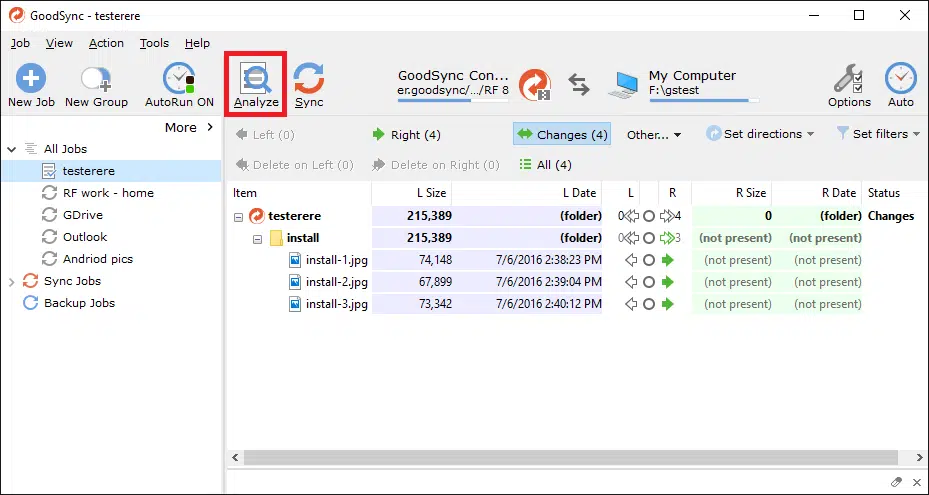 GoodSync - testerere
Job View Action Tools Help
New Job New Group AutoRun ON Analyze Sync
GoodSync Con...
er.goodsync/.../RF 8
My Computer
F:\gstest
Options Auto
More
Left (0) Right (4) Changes (4) Other... Set directions Set filters
Delete on Left (0) Delete on Right (0) All (4)
All Jobs
testerere
RF work - home
GDrive
Outlook
Andriod pics
Sync Jobs
Backup Jobs
Item L Size L Date L R R Size R Date Status
testerere 215,389 (folder) 0 4 0 (folder) Changes
install 215,389 (folder) 0 3 (not present) (not present)
install-1.jpg 74,148 7/6/2016 2:38:23 PM (not present) (not present)
install-2.jpg 67,899 7/6/2016 2:39:04 PM (not present) (not present)
install-3.jpg 73,342 7/6/2016 2:40:12 PM (not present) (not present)